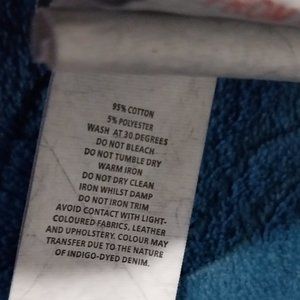 95% COTTON
5% POLYESTER
WASH AT 30 DEGREES
DO NOT BLEACH
DO NOT TUMBLE DRY
WARM IRON
DO NOT DRY CLEAN
IRON WHILST DAMP
DO NOT IRON TRIM
AVOID CONTACT WITH LIGHT-
COLOURED FABRICS, LEATHER
AND UPHOLSTERY. COLOUR MAY
TRANSFER DUE TO THE NATURE
OF INDIGO-DYED DENIM.